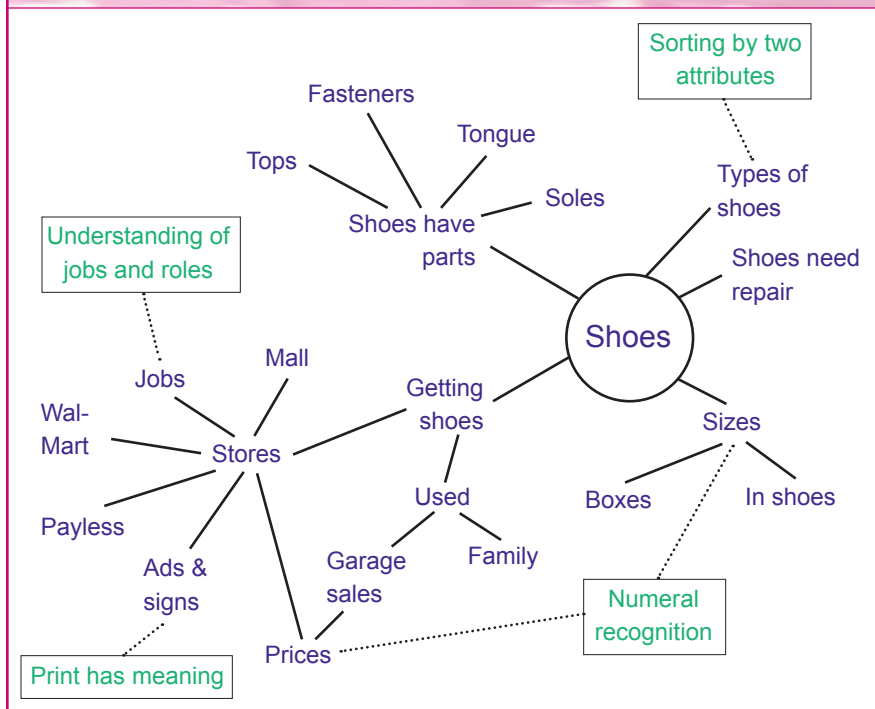 Sorting by two
attributes
Fasteners
Tongue
Tops
Types of
shoes
Soles
Shoes have
parts
Understanding of
jobs and roles
Shoes need
repair
Shoes
Mall
Jobs
Getting
shoes
Wal-
Mart
Sizes
Stores
Used
Boxes
In shoes
Payless
Garage
sales
Family
Ads &
signs
Numeral
recognition
Prices
Print has meaning